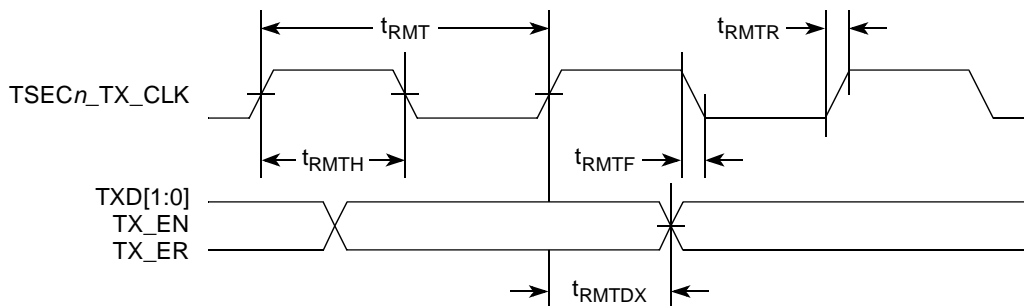 tRMT
tRMTR
TSECn_TX_CLK
tRMTH
tRMTF
TXD[1:0]
TX_EN
TX_ER
tRMTDX